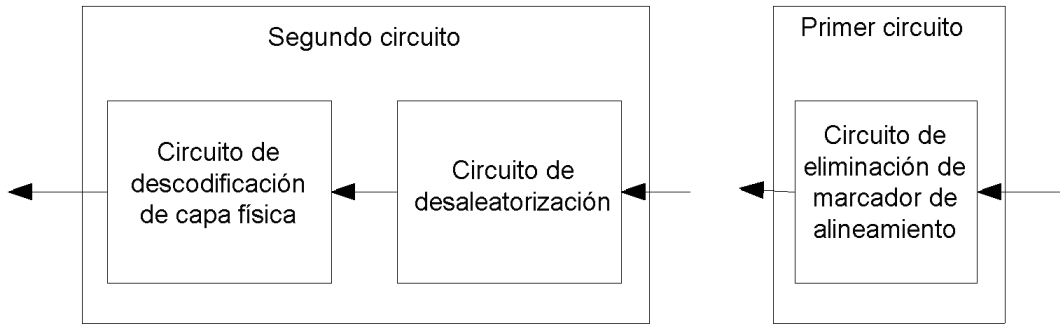 Segundo circuito
Circuito de
descodificación
de capa física
Circuito de
desaleatorización
Primer circuito
Circuito de
eliminación de
marcador de
alineamiento